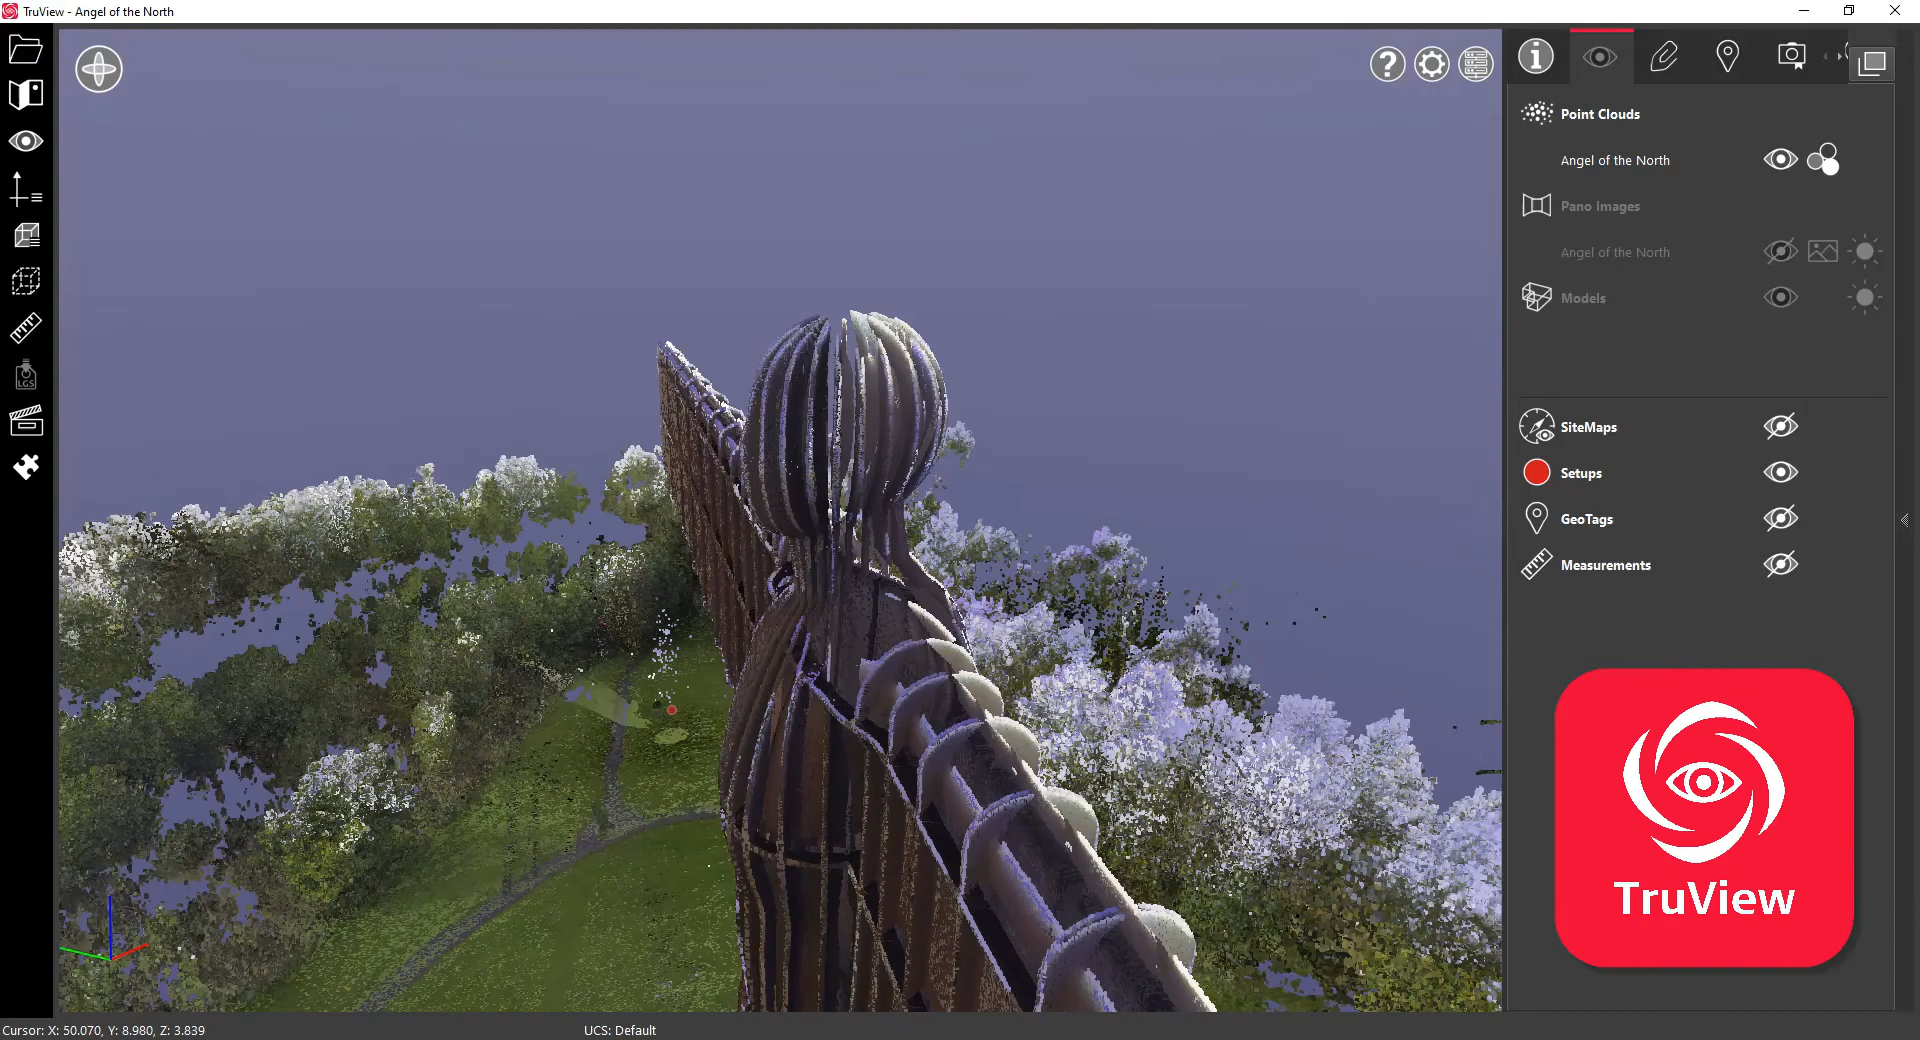 TruView - Angel of the North
Point Clouds
Angel of the North
Pano Images
Angel of the North
Models
SiteMaps
Setups
GeoTags
Measurements
LGS
TruView
Cursor: X: 50.070, Y: 8.980, Z: 3.839
UCS: Default